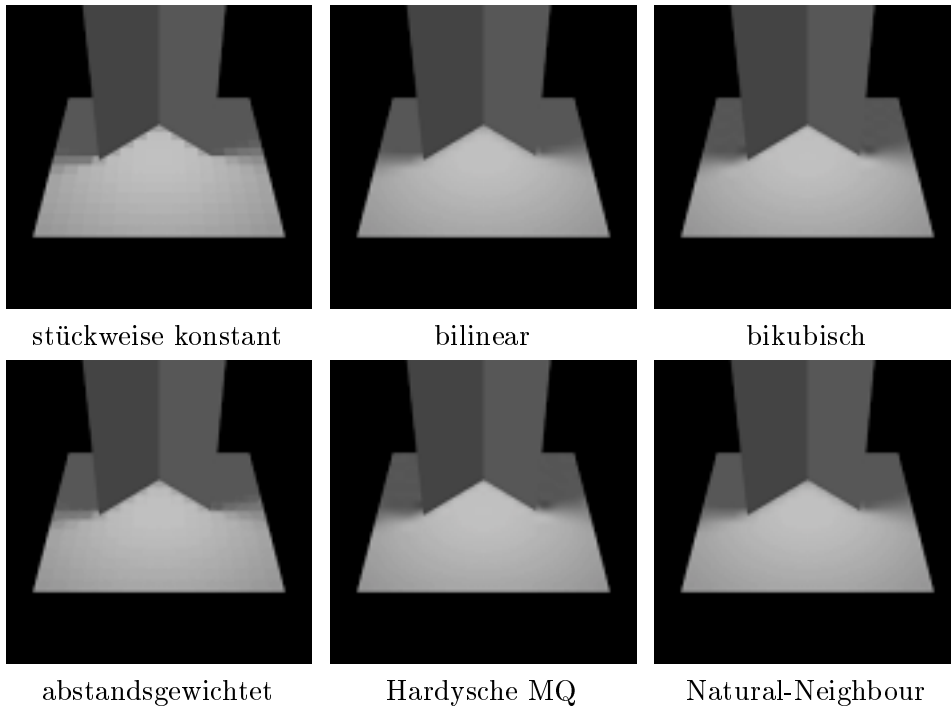 stückweise konstant
bilinear
bikubisch
abstandsgewichtet
Hardysche MQ
Natural-Neighbour